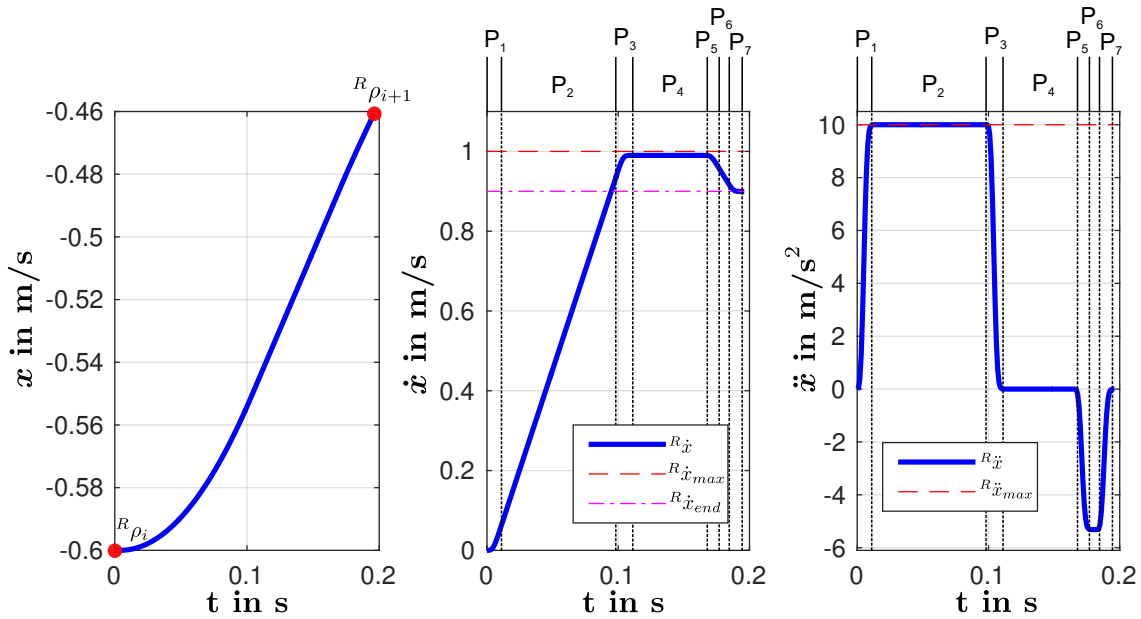 ᴿρᵢ₊₁
-0.46
-0.48
-0.5
-0.52
-0.54
-0.56
-0.58
-0.6
ᴿρᵢ
0 0.1 0.2
x in m/s
t in s
P₁ P₃ P₅ P₆ P₇
P₂ P₄
1
0.8
0.6
0.4
0.2
0
0 0.1 0.2
ẋ in m/s
t in s
ᴿẋ
ᴿẋ_max
ᴿẋ_end
P₁ P₃ P₅ P₆ P₇
P₂ P₄
10
8
6
4
2
0
-2
-4
-6
0 0.1 0.2
ẍ in m/s²
t in s
ᴿẍ
ᴿẍ_max